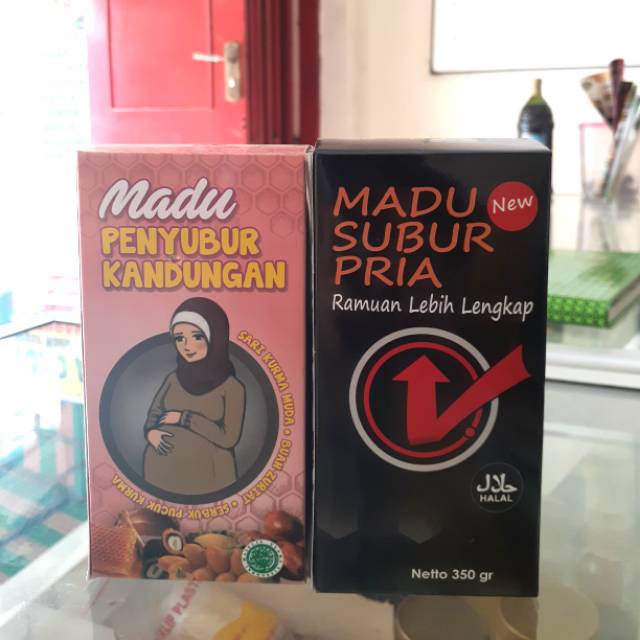 Madu
PENYUBUR
KANDUNGAN
SARI KURMA MUDA • BUAH ZURIAT • SERBUK PUCUK KURMA
MADU
New
SUBUR
PRIA
Ramuan Lebih Lengkap
حلال
HALAL
Netto 350 gr